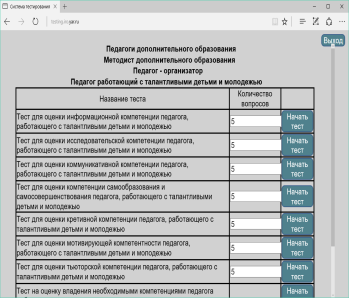 Система тестирования
testing.iro.yar.ru
Выход
Педагоги дополнительного образования
Методист дополнительного образования
Педагог - организатор
Педагог работающий с талантливыми детьми и молодежью
Название теста
Количество
вопросов
Тест для оценки информационной компетенции педагога,
работающего с талантливыми детьми и молодежью
5
Начать
тест
Тест для оценки исследовательской компетенции педагога,
работающего с талантливыми детьми и молодежью
5
Начать
тест
Тест для оценки коммуникативной компетенции педагога,
работающего с талантливыми детьми и молодежью
5
Начать
тест
Тест для оценки компетенции самообразования и
самосовершенствования педагога, работающего с талантливыми
детьми и молодежью
5
Начать
тест
Тест для оценки кретивной компетенции педагога, работающего с
талантливыми детьми и молодежью
5
Начать
тест
Тест для оценки мотивирующей компетентности педагога,
работающего с талантливыми детьми и молодежью
5
Начать
тест
Тест для оценки тьюторской компетенции педагога, работающего с
талантливыми детьми и молодежью
5
Начать
тест
Тест на оценку владения необходимыми компетенциями педагога
Начать